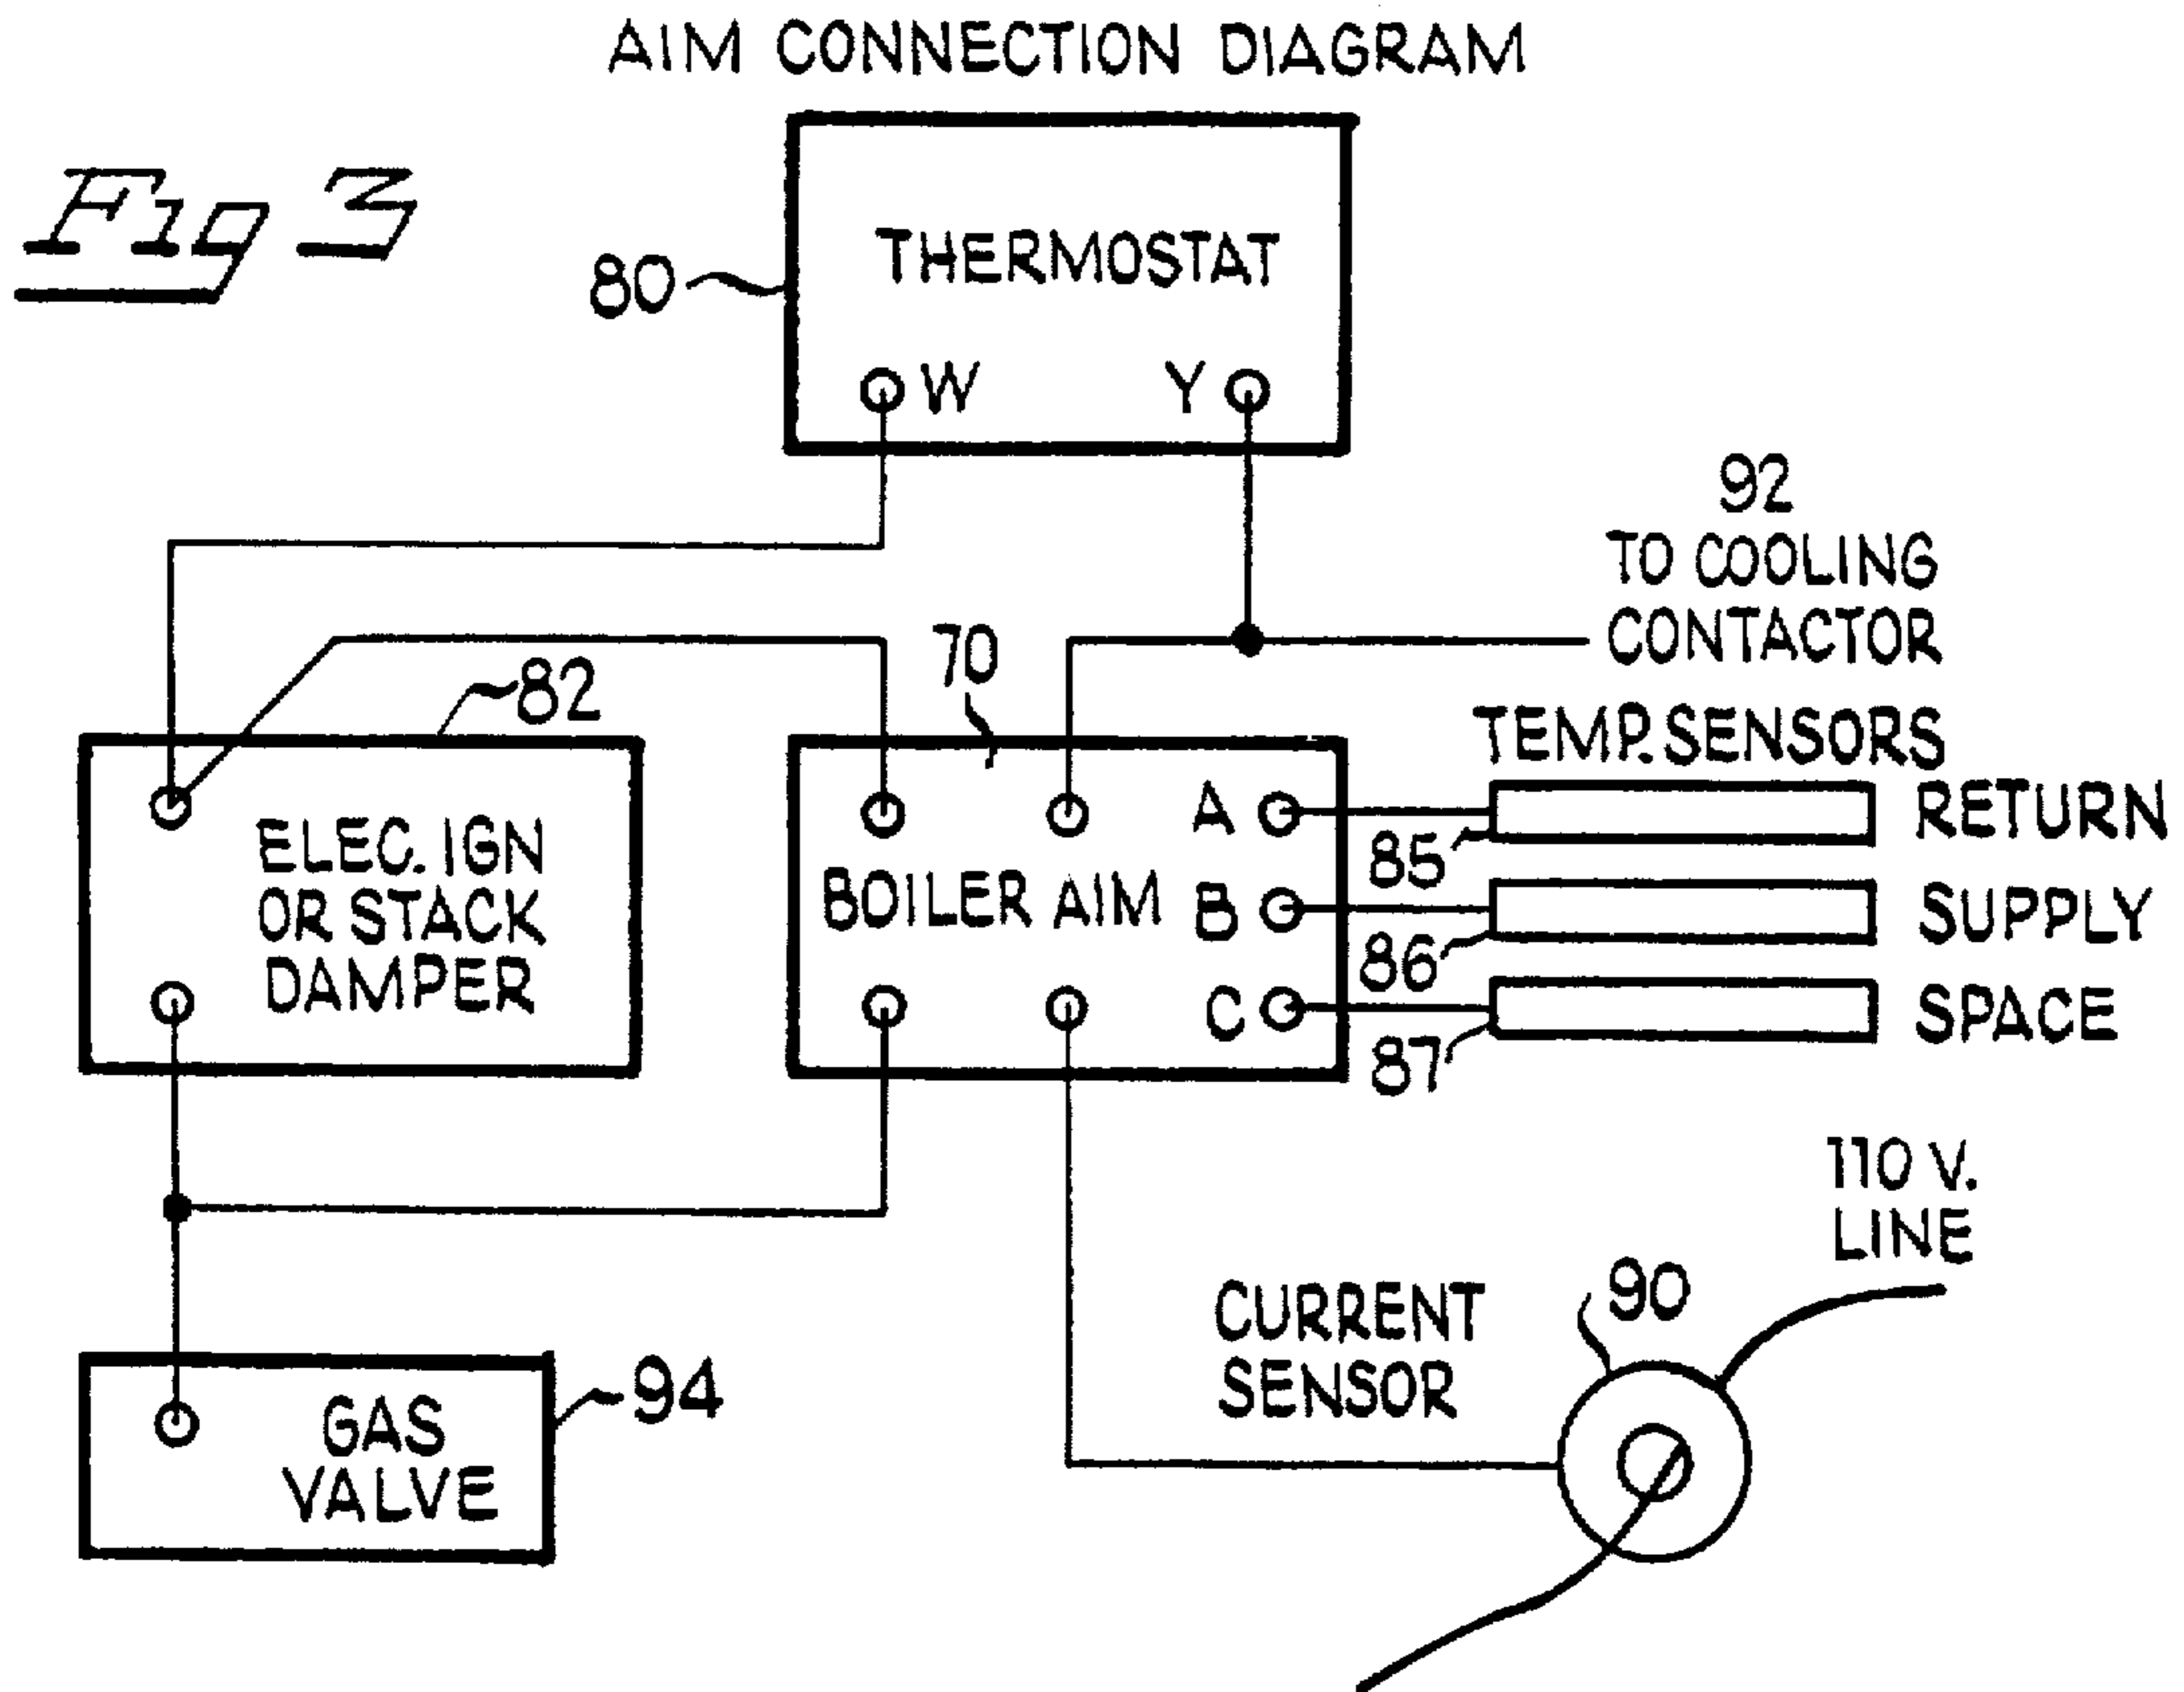 AIM CONNECTION DIAGRAM
Fig 3
THERMOSTAT
80
W
Y
92
TO COOLING
CONTACTOR
70
82
TEMP. SENSORS
ELEC. IGN
OR STACK
DAMPER
BOILER AIM
A
B
C
RETURN
85
SUPPLY
86
SPACE
87
110 V.
LINE
CURRENT
SENSOR
90
94
GAS
VALVE